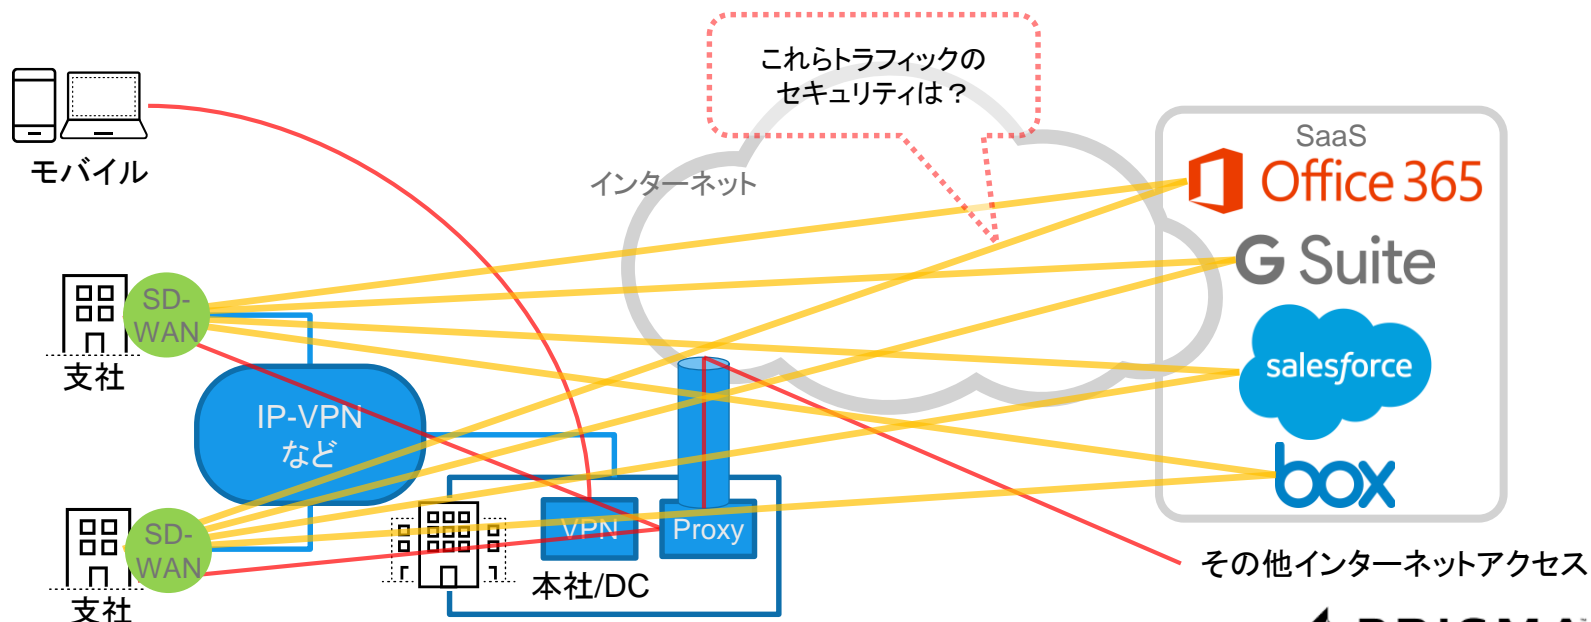 これらトラフィックの
セキュリティは？
モバイル
インターネット
SaaS
Office 365
G Suite
salesforce
box
SD-
WAN
支社
IP-VPN
など
SD-
WAN
支社
VPN
Proxy
本社/DC
その他インターネットアクセス
PRISMA